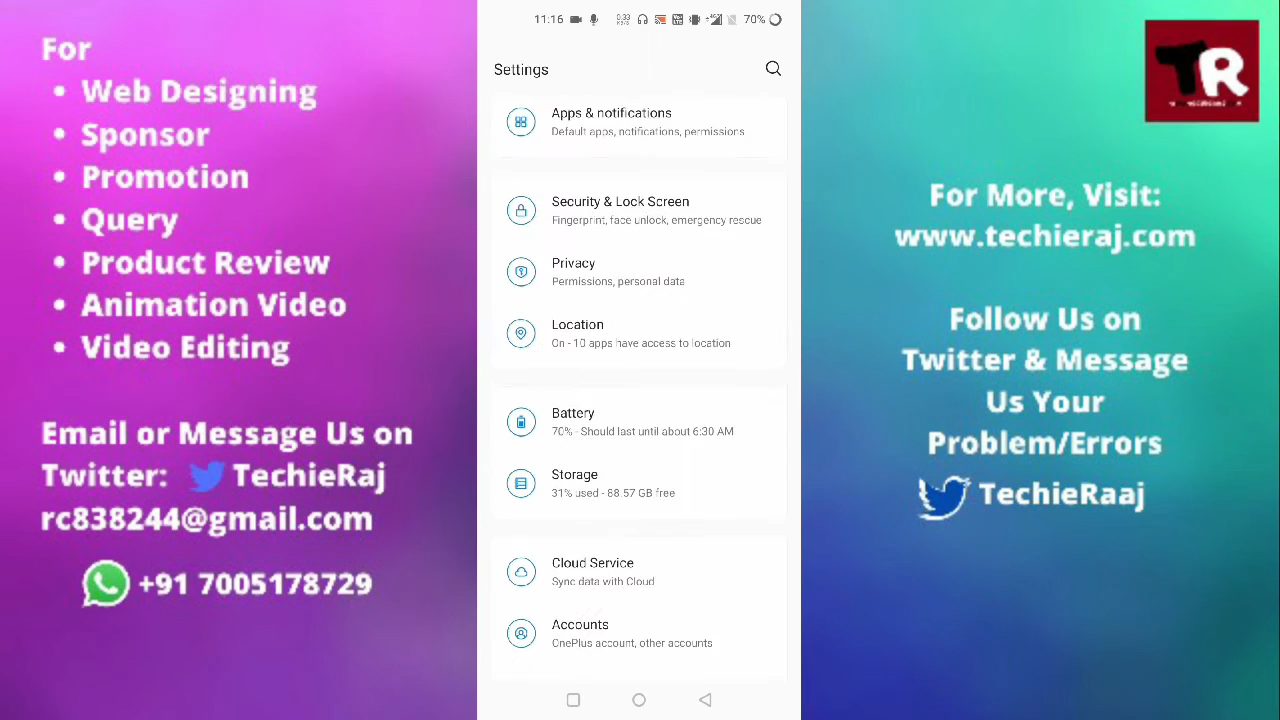 For
• Web Designing
• Sponsor
• Promotion
• Query
• Product Review
• Animation Video
• Video Editing
Email or Message Us on
Twitter: TechieRaj
rc838244@gmail.com
+91 7005178729
11:16
70%
Settings
Apps & notifications
Default apps, notifications, permissions
Security & Lock Screen
Fingerprint, face unlock, emergency rescue
Privacy
Permissions, personal data
Location
On - 10 apps have access to location
Battery
70% - Should last until about 6:30 AM
Storage
31% used - 68.57 GB free
Cloud Service
Sync data with Cloud
Accounts
OnePlus account, other accounts
TR
For More, Visit:
www.techieraj.com
Follow Us on
Twitter & Message
Us Your
Problem/Errors
TechieRaaj